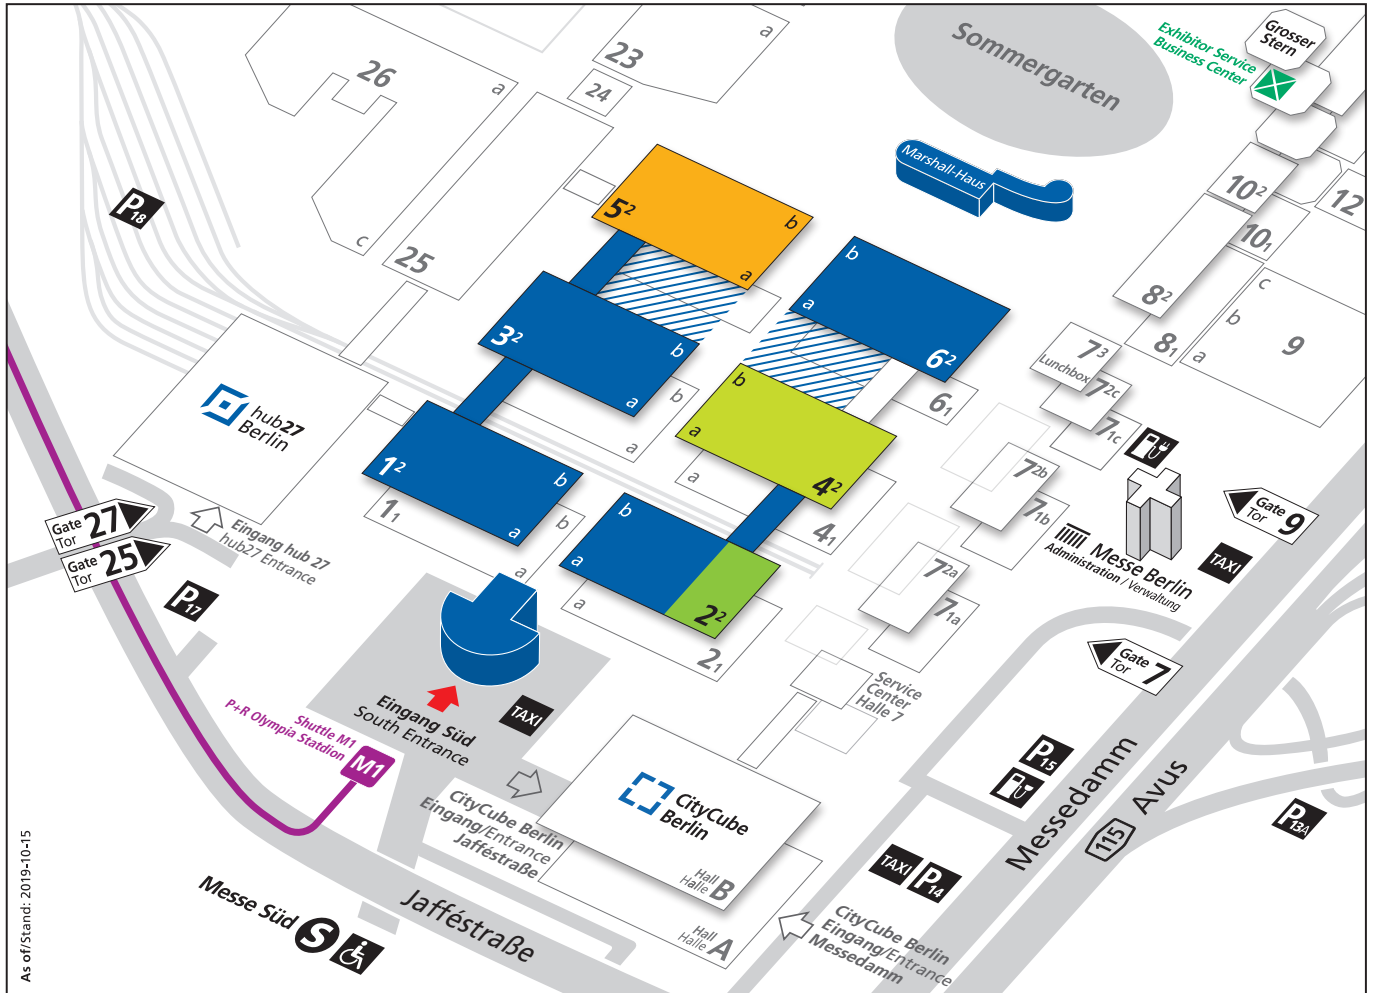 Grosser
Stern
Exhibitor Service
Business Center
Sommergarten
Marshall-Haus
23
a
24
26
a
c
25
P18
5²
b
a
b
a
6²
6₁
3²
b
a
b
a
b
a
4²
a
4₁
1²
b
a
1₁
b
a
b
a
2²
a
2₁
10²
10₁
12
8²
8₁
c
b
a
9
7³
Lunchbox
7²c
7₁c
7²b
7₁b
7²a
7₁a
Service
Center
Halle 7
hub27
Berlin
Eingang hub 27
hub27 Entrance
Gate
Tor
27
Gate
Tor
25
P17
Gate
Tor
9
TAXI
Messe Berlin
Administration / Verwaltung
Gate
Tor
7
Eingang Süd
South Entrance
TAXI
Shuttle M1
P+R Olympia Statdion
M1
CityCube Berlin
Eingang/Entrance
Jafféstraße
CityCube
Berlin
Hall
Halle
B
Hall
Halle
A
P15
Messedamm
115
Avus
P13A
TAXI
P14
CityCube Berlin
Eingang/Entrance
Messedamm
Jafféstraße
Messe Süd
S
As of/Stand: 2019-10-15